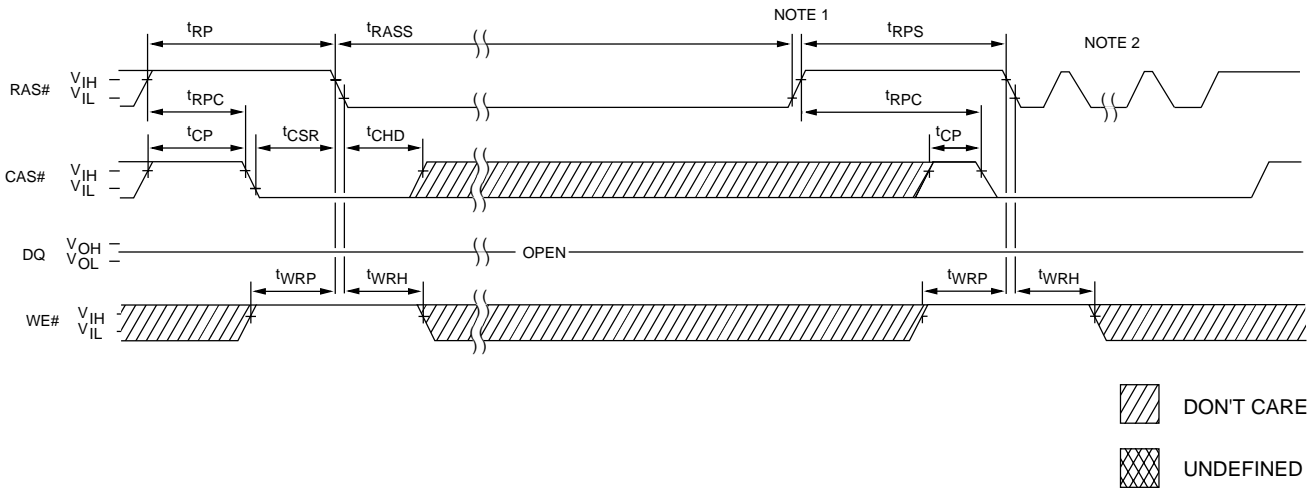 NOTE 1
tRP
tRASS
tRPS
NOTE 2
RAS#
VIH
VIL
tRPC
tRPC
tCP
tCSR
tCHD
tCP
CAS#
VIH
VIL
DQ
VOH
VOL
OPEN
tWRP
tWRH
tWRP
tWRH
WE#
VIH
VIL
DON'T CARE
UNDEFINED